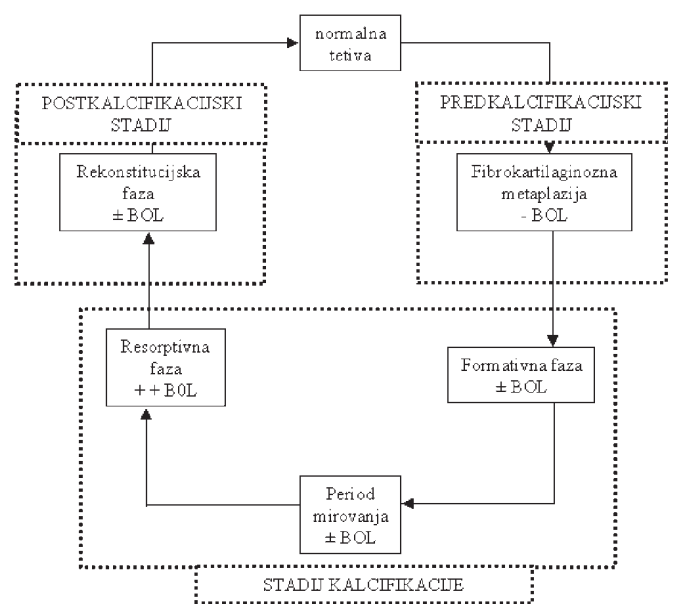 normalna
tetiva
POSTKALCIFIKACIJSKI
STADIJ
PREDKALCIFIKACIJSKI
STADIJ
Rekonstitucijska
faza
± BOL
Fibrokartilaginozna
metaplazija
- BOL
Resorptivna
faza
+ + B0L
Formativna faza
± BOL
Period
mirovanja
± BOL
STADIJ KALCIFIKACIJE